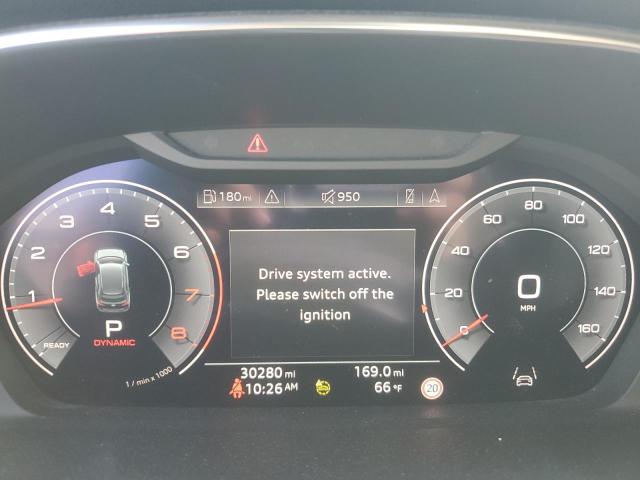 180 mi 950
1 2 3 4 5 6 7 8
READY
P
DYNAMIC
1 / min x 1000
Drive system active.
Please switch off the
ignition
0 20 40 60 80 100 120 140 160
0
MPH
30280 mi 169.0 mi
10:26 AM 66 °F 20